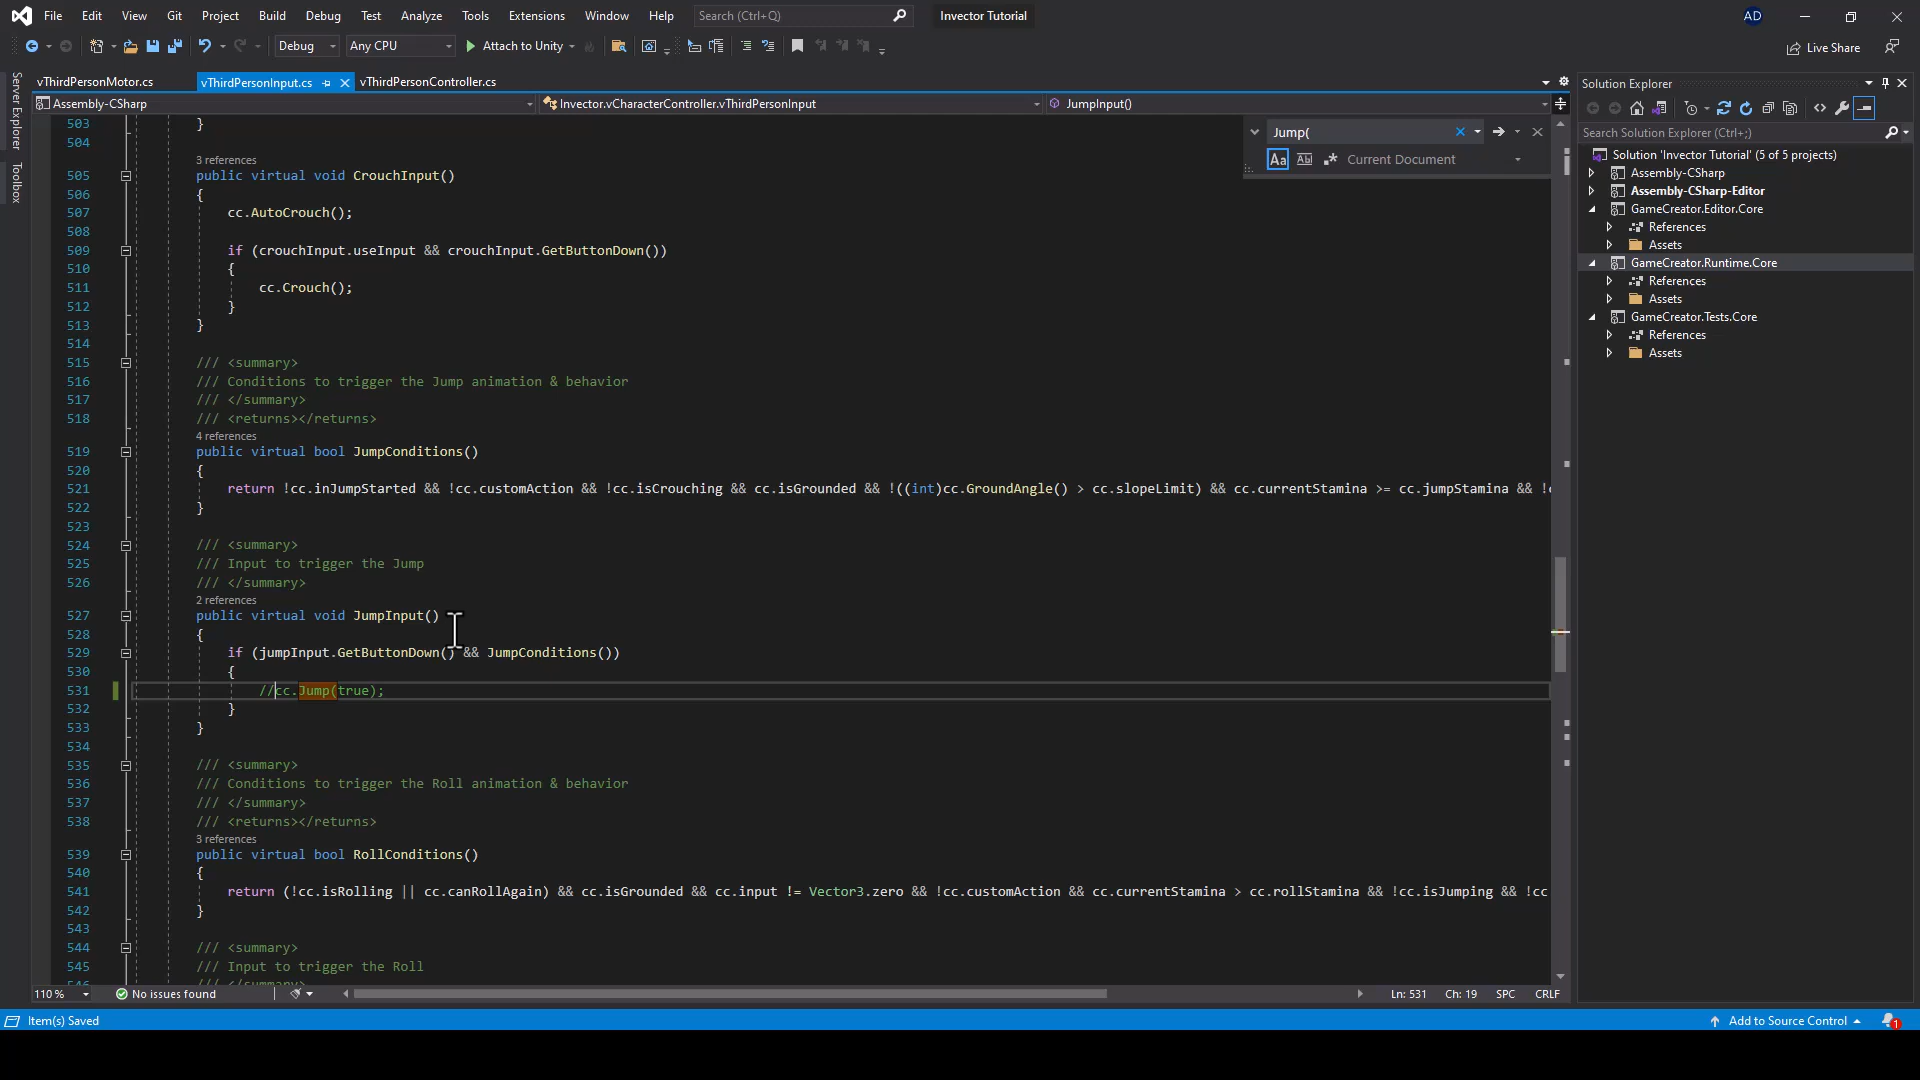 File Edit View Git Project Build Debug Test Analyze Tools Extensions Window Help Search (Ctrl+Q) Invector Tutorial AD
Debug Any CPU Attach to Unity Live Share
Server Explorer
Toolbox
vThirdPersonMotor.cs vThirdPersonInput.cs vThirdPersonController.cs
Assembly-CSharp Invector.vCharacterController.vThirdPersonInput JumpInput()
Jump(
Aa Ab Current Document
503 }
504
3 references
505 public virtual void CrouchInput()
506 {
507 cc.AutoCrouch();
508
509 if (crouchInput.useInput && crouchInput.GetButtonDown())
510 {
511 cc.Crouch();
512 }
513 }
514
515 /// <summary>
516 /// Conditions to trigger the Jump animation & behavior
517 /// </summary>
518 /// <returns></returns>
4 references
519 public virtual bool JumpConditions()
520 {
521 return !cc.inJumpStarted && !cc.customAction && !cc.isCrouching && cc.isGrounded && !((int)cc.GroundAngle() > cc.slopeLimit) && cc.currentStamina >= cc.jumpStamina && !c
522 }
523
524 /// <summary>
525 /// Input to trigger the Jump
526 /// </summary>
2 references
527 public virtual void JumpInput()
528 {
529 if (jumpInput.GetButtonDown() && JumpConditions())
530 {
531 //cc.Jump(true);
532 }
533 }
534
535 /// <summary>
536 /// Conditions to trigger the Roll animation & behavior
537 /// </summary>
538 /// <returns></returns>
3 references
539 public virtual bool RollConditions()
540 {
541 return (!cc.isRolling || cc.canRollAgain) && cc.isGrounded && cc.input != Vector3.zero && !cc.customAction && cc.currentStamina > cc.rollStamina && !cc.isJumping && !cc
542 }
543
544 /// <summary>
545 /// Input to trigger the Roll
546 /// </summary>
110 % No issues found Ln: 531 Ch: 19 SPC CRLF
Solution Explorer
Search Solution Explorer (Ctrl+;)
Solution 'Invector Tutorial' (5 of 5 projects)
Assembly-CSharp
Assembly-CSharp-Editor
GameCreator.Editor.Core
References
Assets
GameCreator.Runtime.Core
References
Assets
GameCreator.Tests.Core
References
Assets
Item(s) Saved Add to Source Control 1